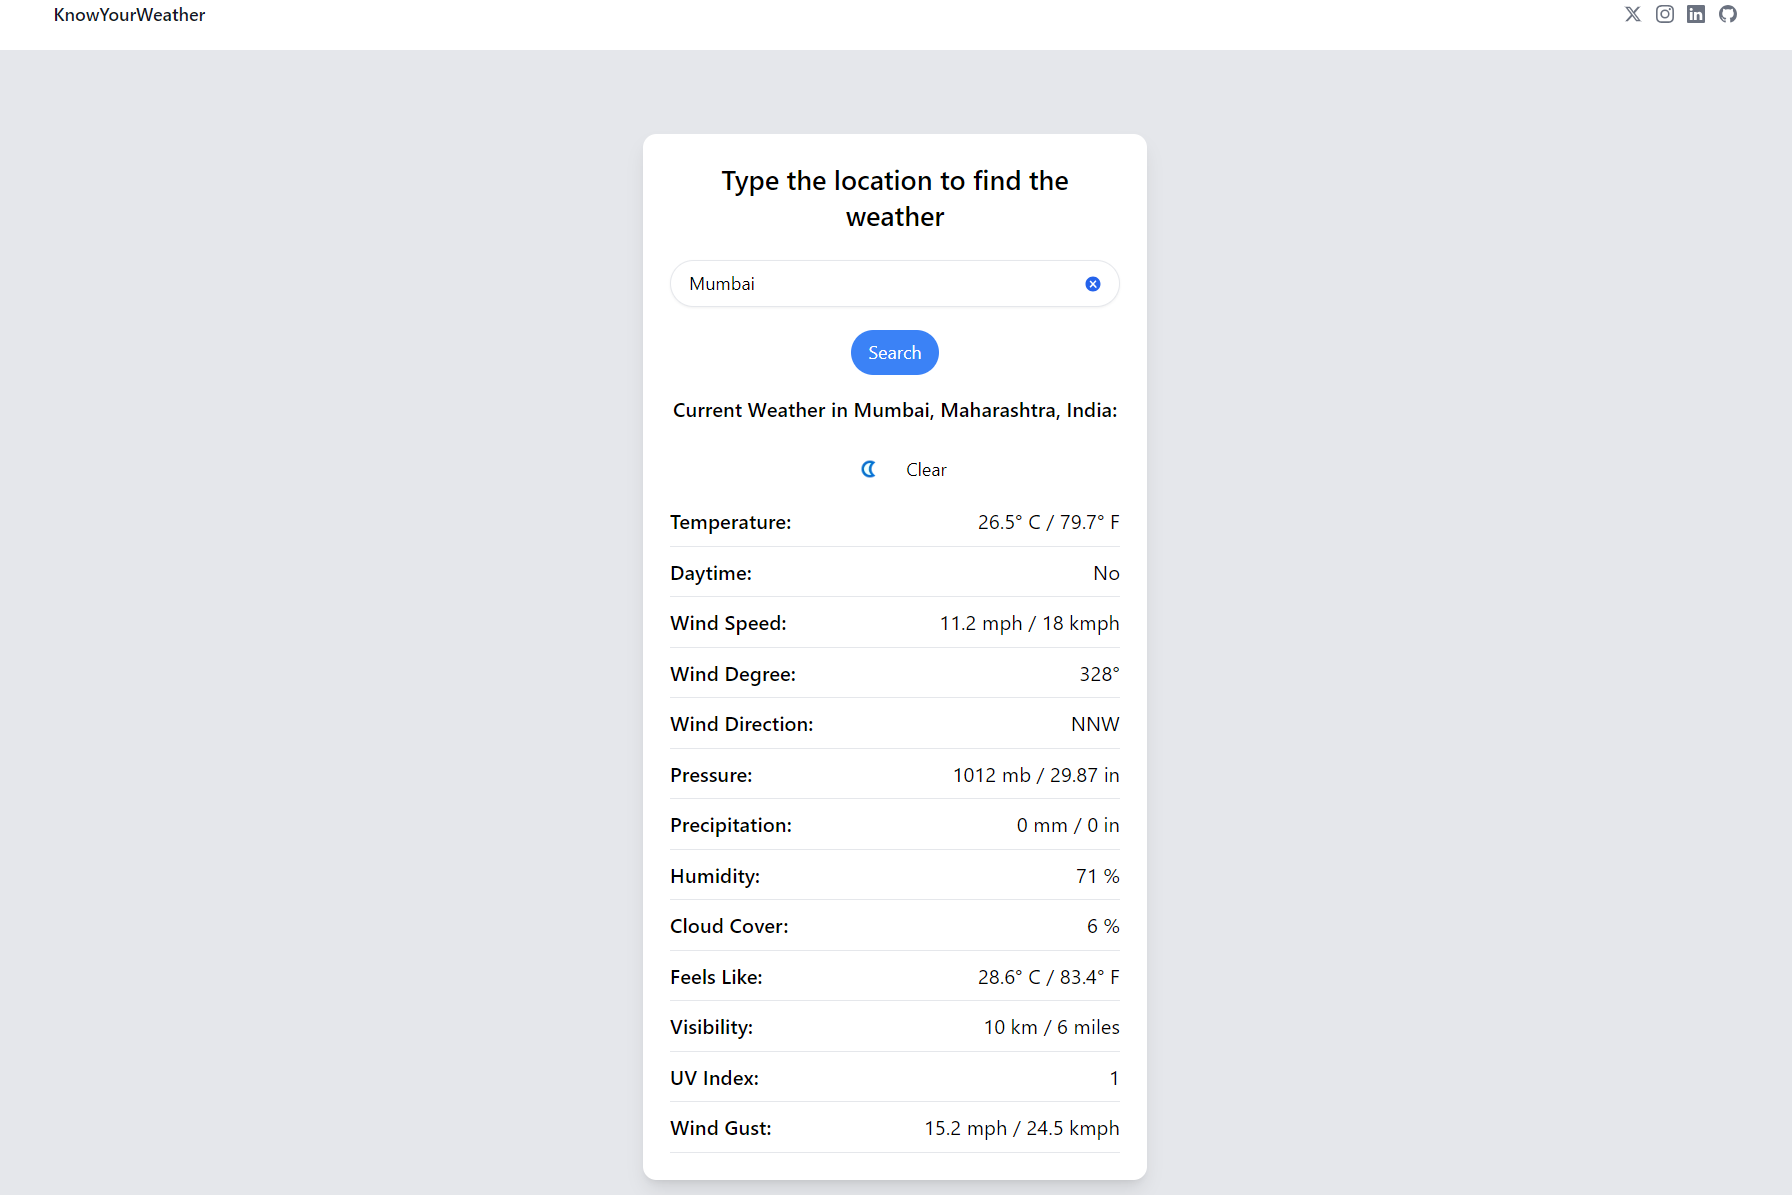 KnowYourWeather
Type the location to find the
weather
Mumbai
Search
Current Weather in Mumbai, Maharashtra, India:
Clear
Temperature: 26.5° C / 79.7° F
Daytime: No
Wind Speed: 11.2 mph / 18 kmph
Wind Degree: 328°
Wind Direction: NNW
Pressure: 1012 mb / 29.87 in
Precipitation: 0 mm / 0 in
Humidity: 71 %
Cloud Cover: 6 %
Feels Like: 28.6° C / 83.4° F
Visibility: 10 km / 6 miles
UV Index: 1
Wind Gust: 15.2 mph / 24.5 kmph